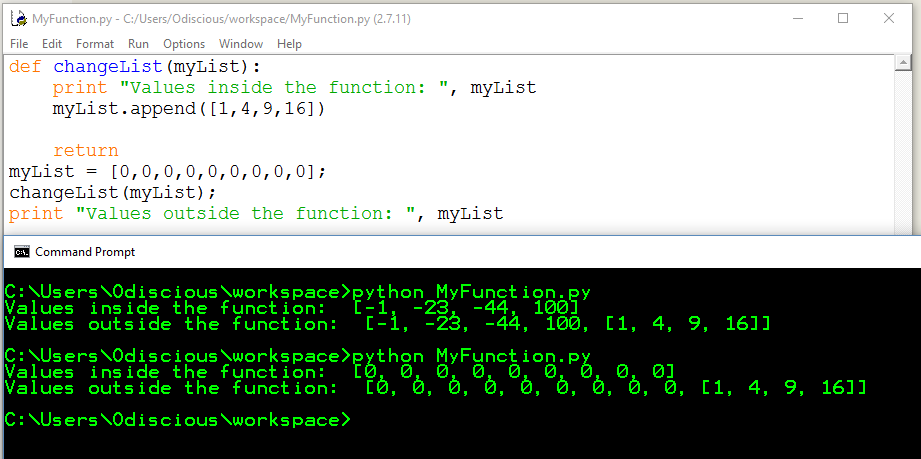 MyFunction.py - C:/Users/Odiscious/workspace/MyFunction.py (2.7.11)
File Edit Format Run Options Window Help
def changeList(myList):
    print "Values inside the function: ", myList
    myList.append([1,4,9,16])
    return
myList = [0,0,0,0,0,0,0,0,0];
changeList(myList);
print "Values outside the function: ", myList
C:\. Command Prompt
C:\Users\Odiscious\workspace>python MyFunction.py
Values inside the function:  [-1, -23, -44, 100]
Values outside the function:  [-1, -23, -44, 100, [1, 4, 9, 16]]
C:\Users\Odiscious\workspace>python MyFunction.py
Values inside the function:  [0, 0, 0, 0, 0, 0, 0, 0, 0]
Values outside the function:  [0, 0, 0, 0, 0, 0, 0, 0, 0, [1, 4, 9, 16]]
C:\Users\Odiscious\workspace>